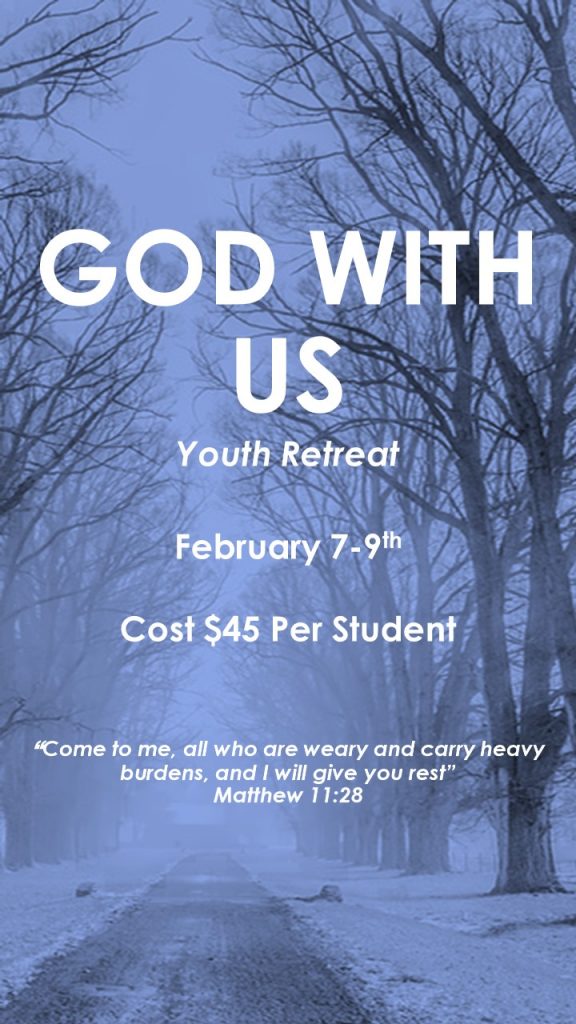 GOD WITH
US
Youth Retreat
February 7-9th
Cost $45 Per Student
“Come to me, all who are weary and carry heavy
burdens, and I will give you rest”
Matthew 11:28